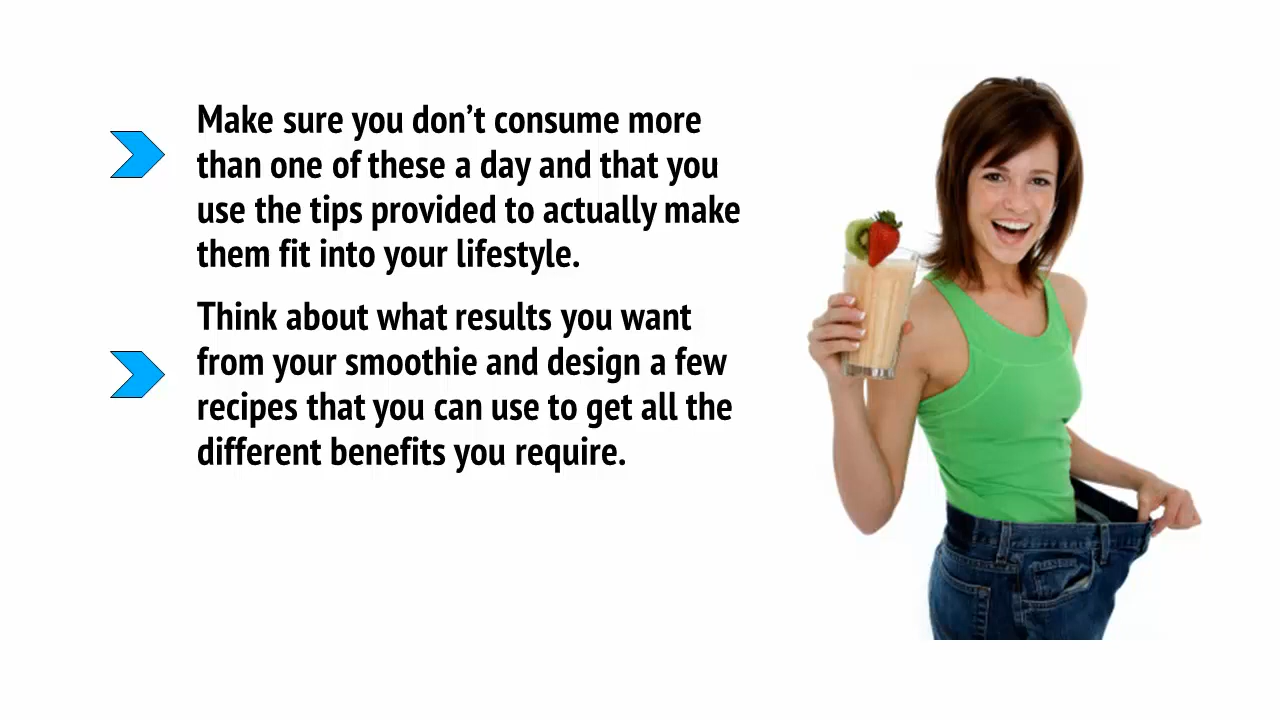 Make sure you don’t consume more
than one of these a day and that you
use the tips provided to actually make
them fit into your lifestyle.
Think about what results you want
from your smoothie and design a few
recipes that you can use to get all the
different benefits you require.